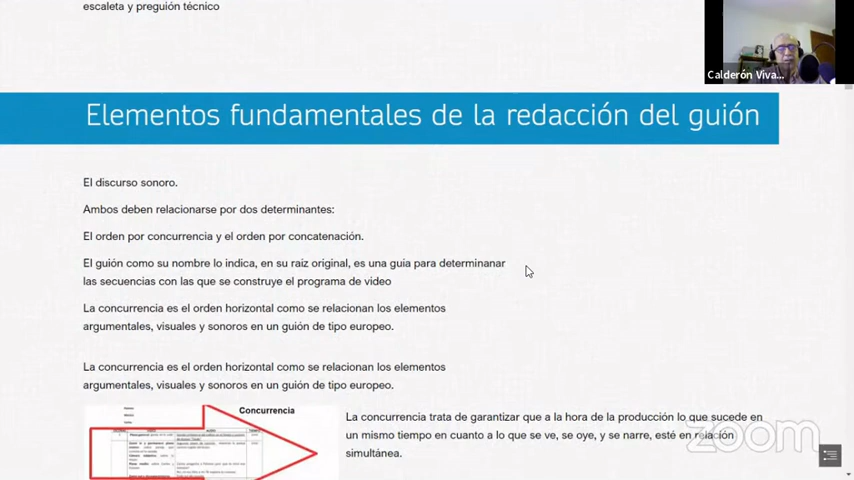 escaleta y preguión técnico
Calderón Viva...
Elementos fundamentales de la redacción del guión
El discurso sonoro.
Ambos deben relacionarse por dos determinantes:
El orden por concurrencia y el orden por concatenación.
El guión como su nombre lo indica, en su raíz original, es una guía para determinanar
las secuencias con las que se construye el programa de video
La concurrencia es el orden horizontal como se relacionan los elementos
argumentales, visuales y sonoros en un guión de tipo europeo.
La concurrencia es el orden horizontal como se relacionan los elementos
argumentales, visuales y sonoros en un guión de tipo europeo.
Concurrencia
La concurrencia trata de garantizar que a la hora de la producción lo que sucede en
un mismo tiempo en cuanto a lo que se ve, se oye, y se narre, esté en relación
simultánea.
zoom